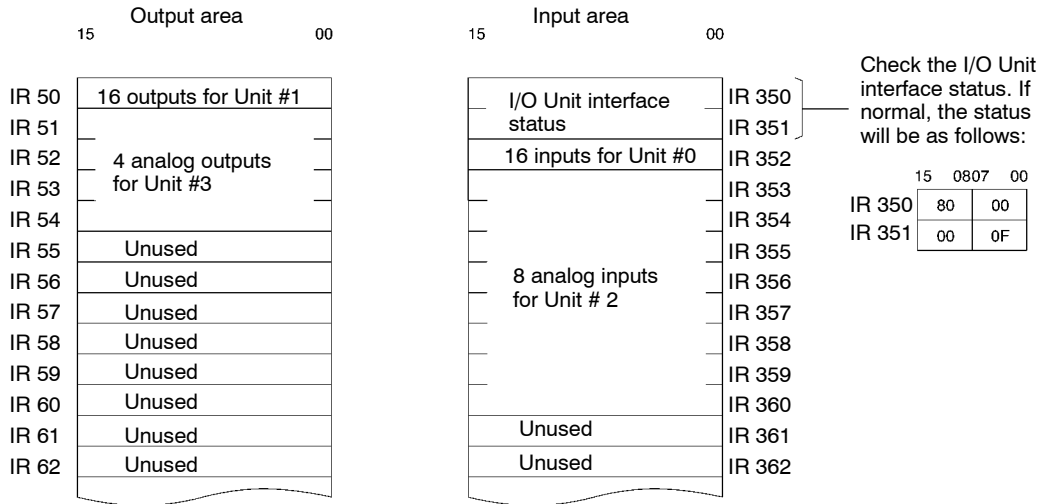 Output area
15 00
IR 50 16 outputs for Unit #1
IR 51
IR 52 4 analog outputs
IR 53 for Unit #3
IR 54
IR 55 Unused
IR 56 Unused
IR 57 Unused
IR 58 Unused
IR 59 Unused
IR 60 Unused
IR 61 Unused
IR 62 Unused
Input area
15 00
I/O Unit interface IR 350
status IR 351
16 inputs for Unit #0 IR 352
IR 353
IR 354
IR 355
8 analog inputs IR 356
for Unit # 2 IR 357
IR 358
IR 359
IR 360
Unused IR 361
Unused IR 362
Check the I/O Unit
interface status. If
normal, the status
will be as follows:
15 0807 00
IR 350 80 00
IR 351 00 0F